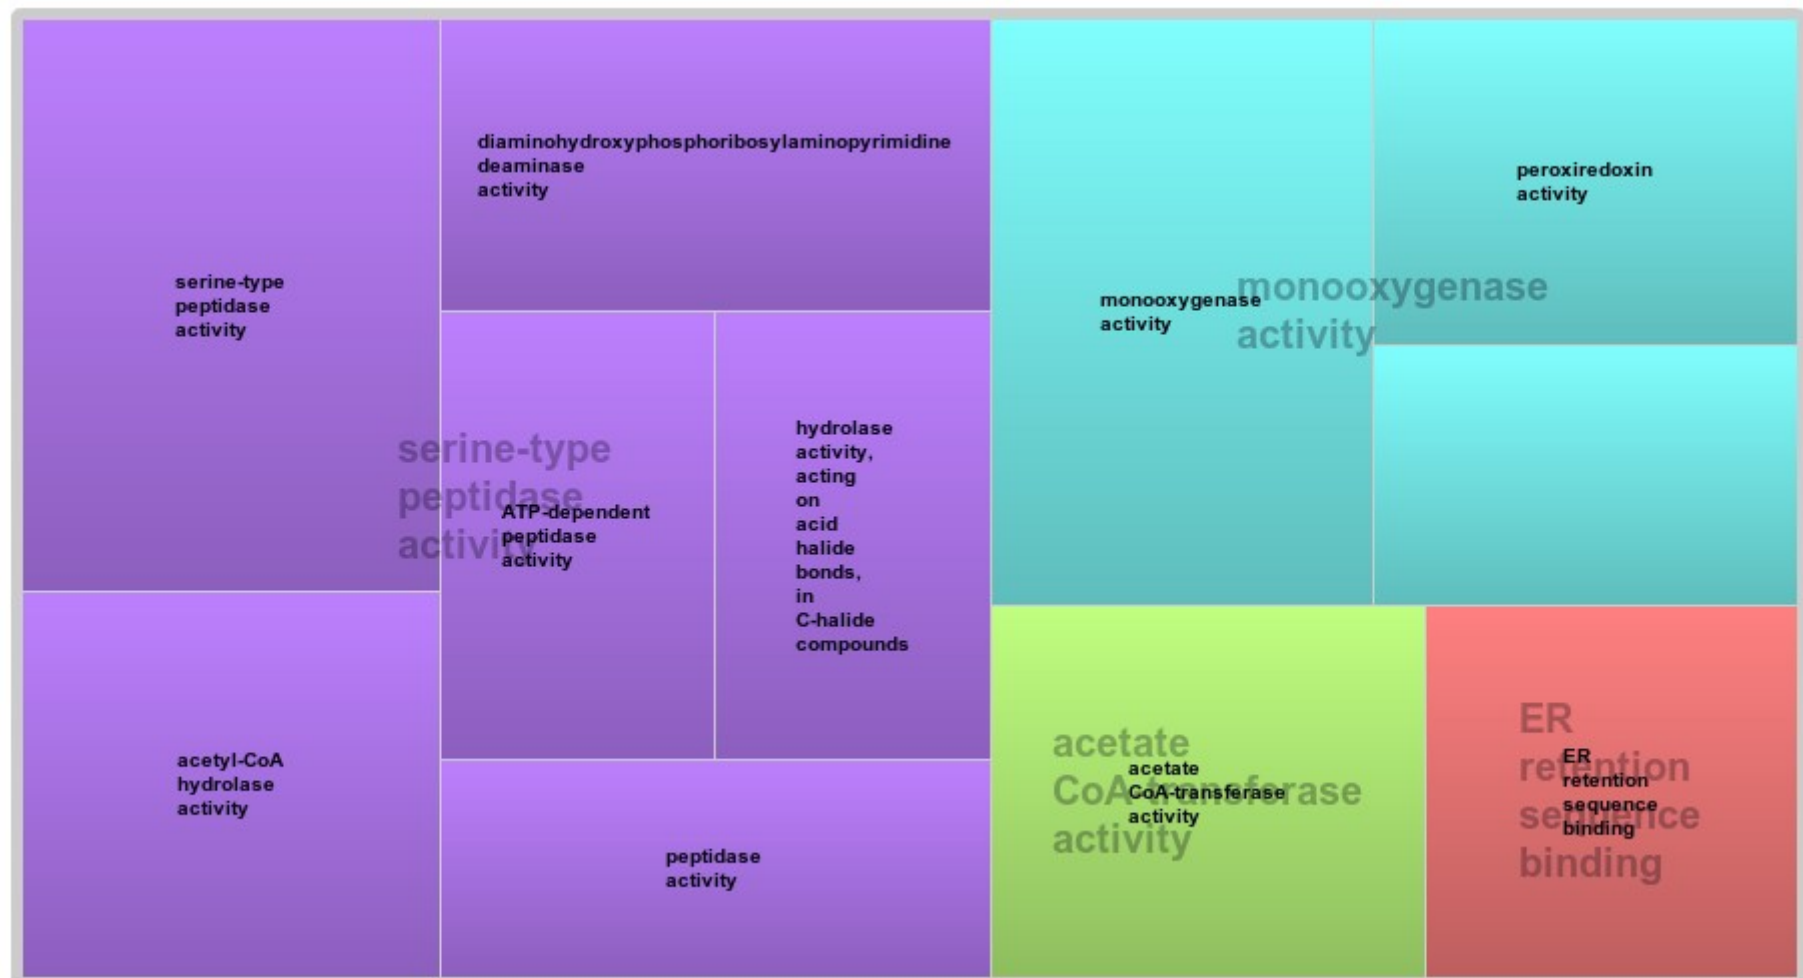 serine-type
peptidase
activity
diaminohydroxyphosphoribosylaminopyrimidine
deaminase
activity
serine-type
peptidase
activity
ATP-dependent
peptidase
activity
hydrolase
activity,
acting
on
acid
halide
bonds,
in
C-halide
compounds
acetyl-CoA
hydrolase
activity
peptidase
activity
monooxygenase
activity
monooxygenase
activity
peroxiredoxin
activity
acetate
CoA-transferase
activity
acetate
CoA-transferase
activity
ER
retention
sequence
binding
ER
retention
sequence
binding